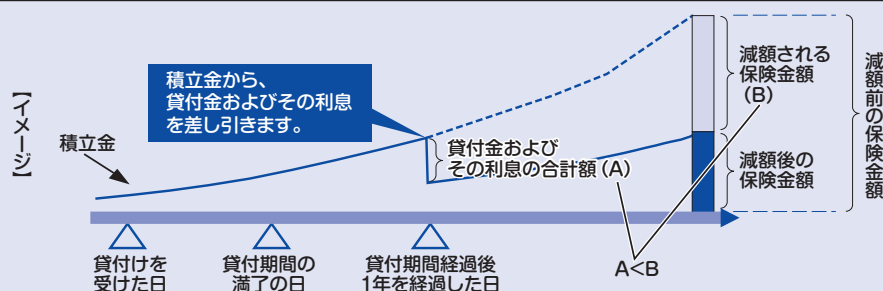 【イメージ】
積立金
積立金から、
貸付金およびその利息
を差し引きます。
貸付金および
その利息の合計額（A）
減額される
保険金額
（B）
減額後の
保険金額
減額前の保険金額
貸付けを
受けた日
貸付期間の
満了の日
貸付期間経過後
1年を経過した日
A<B